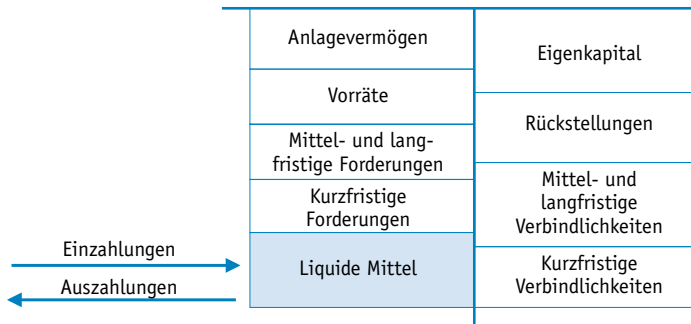 Anlagevermögen
Vorräte
Mittel- und lang-
fristige Forderungen
Kurzfristige
Forderungen
Liquide Mittel
Einzahlungen
Auszahlungen
Eigenkapital
Rückstellungen
Mittel- und
langfristige
Verbindlichkeiten
Kurzfristige
Verbindlichkeiten